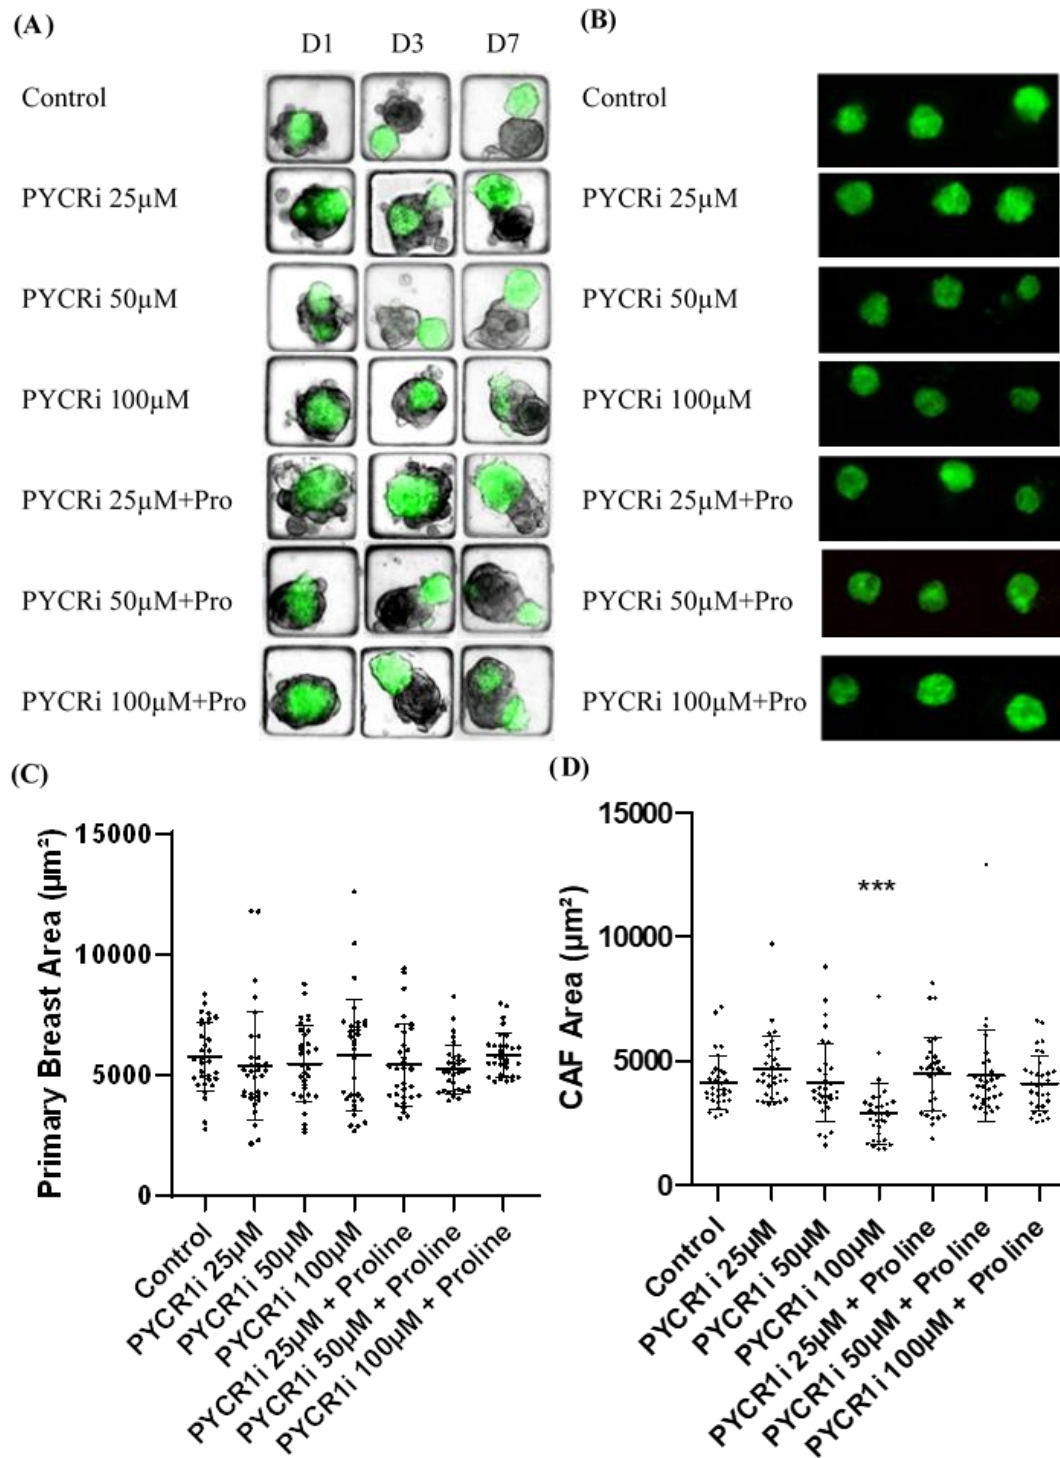 (A)
D1 D3 D7
Control
PYCRi 25µM
PYCRi 50µM
PYCRi 100µM
PYCRi 25µM+Pro
PYCRi 50µM+Pro
PYCRi 100µM+Pro
(B)
Control
PYCRi 25µM
PYCRi 50µM
PYCRi 100µM
PYCRi 25µM+Pro
PYCRi 50µM+Pro
PYCRi 100µM+Pro
(C)
Primary Breast Area (µm²)
15000
10000
5000
0
Control
PYCR1i 25µM
PYCR1i 50µM
PYCR1i 100µM
PYCR1i 25µM + Proline
PYCR1i 50µM + Proline
PYCR1i 100µM + Proline
(D)
CAF Area (µm²)
15000
10000
5000
0
***
Control
PYCR1i 25µM
PYCR1i 50µM
PYCR1i 100µM
PYCR1i 25µM + Proline
PYCR1i 50µM + Proline
PYCR1i 100µM + Proline